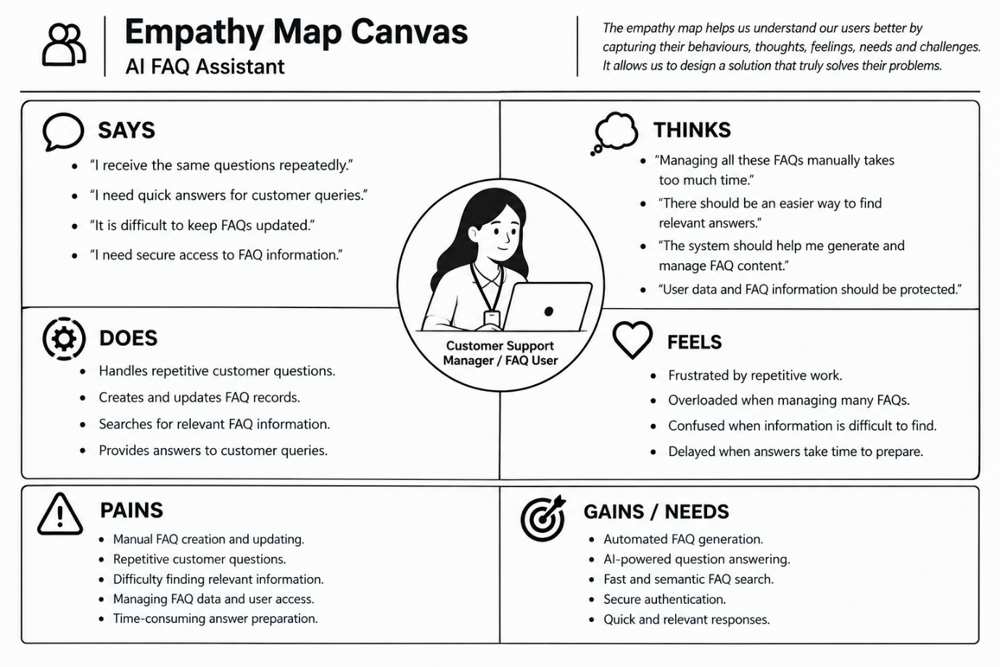 Empathy Map Canvas
AI FAQ Assistant
The empathy map helps us understand our users better by
capturing their behaviours, thoughts, feelings, needs and challenges.
It allows us to design a solution that truly solves their problems.
SAYS
• “I receive the same questions repeatedly.”
• “I need quick answers for customer queries.”
• “It is difficult to keep FAQs updated.”
• “I need secure access to FAQ information.”
THINKS
• “Managing all these FAQs manually takes
too much time.”
• “There should be an easier way to find
relevant answers.”
• “The system should help me generate and
manage FAQ content.”
• “User data and FAQ information should be protected.”
Customer Support
Manager / FAQ User
DOES
• Handles repetitive customer questions.
• Creates and updates FAQ records.
• Searches for relevant FAQ information.
• Provides answers to customer queries.
FEELS
• Frustrated by repetitive work.
• Overloaded when managing many FAQs.
• Confused when information is difficult to find.
• Delayed when answers take time to prepare.
PAINS
• Manual FAQ creation and updating.
• Repetitive customer questions.
• Difficulty finding relevant information.
• Managing FAQ data and user access.
• Time-consuming answer preparation.
GAINS / NEEDS
• Automated FAQ generation.
• AI-powered question answering.
• Fast and semantic FAQ search.
• Secure authentication.
• Quick and relevant responses.